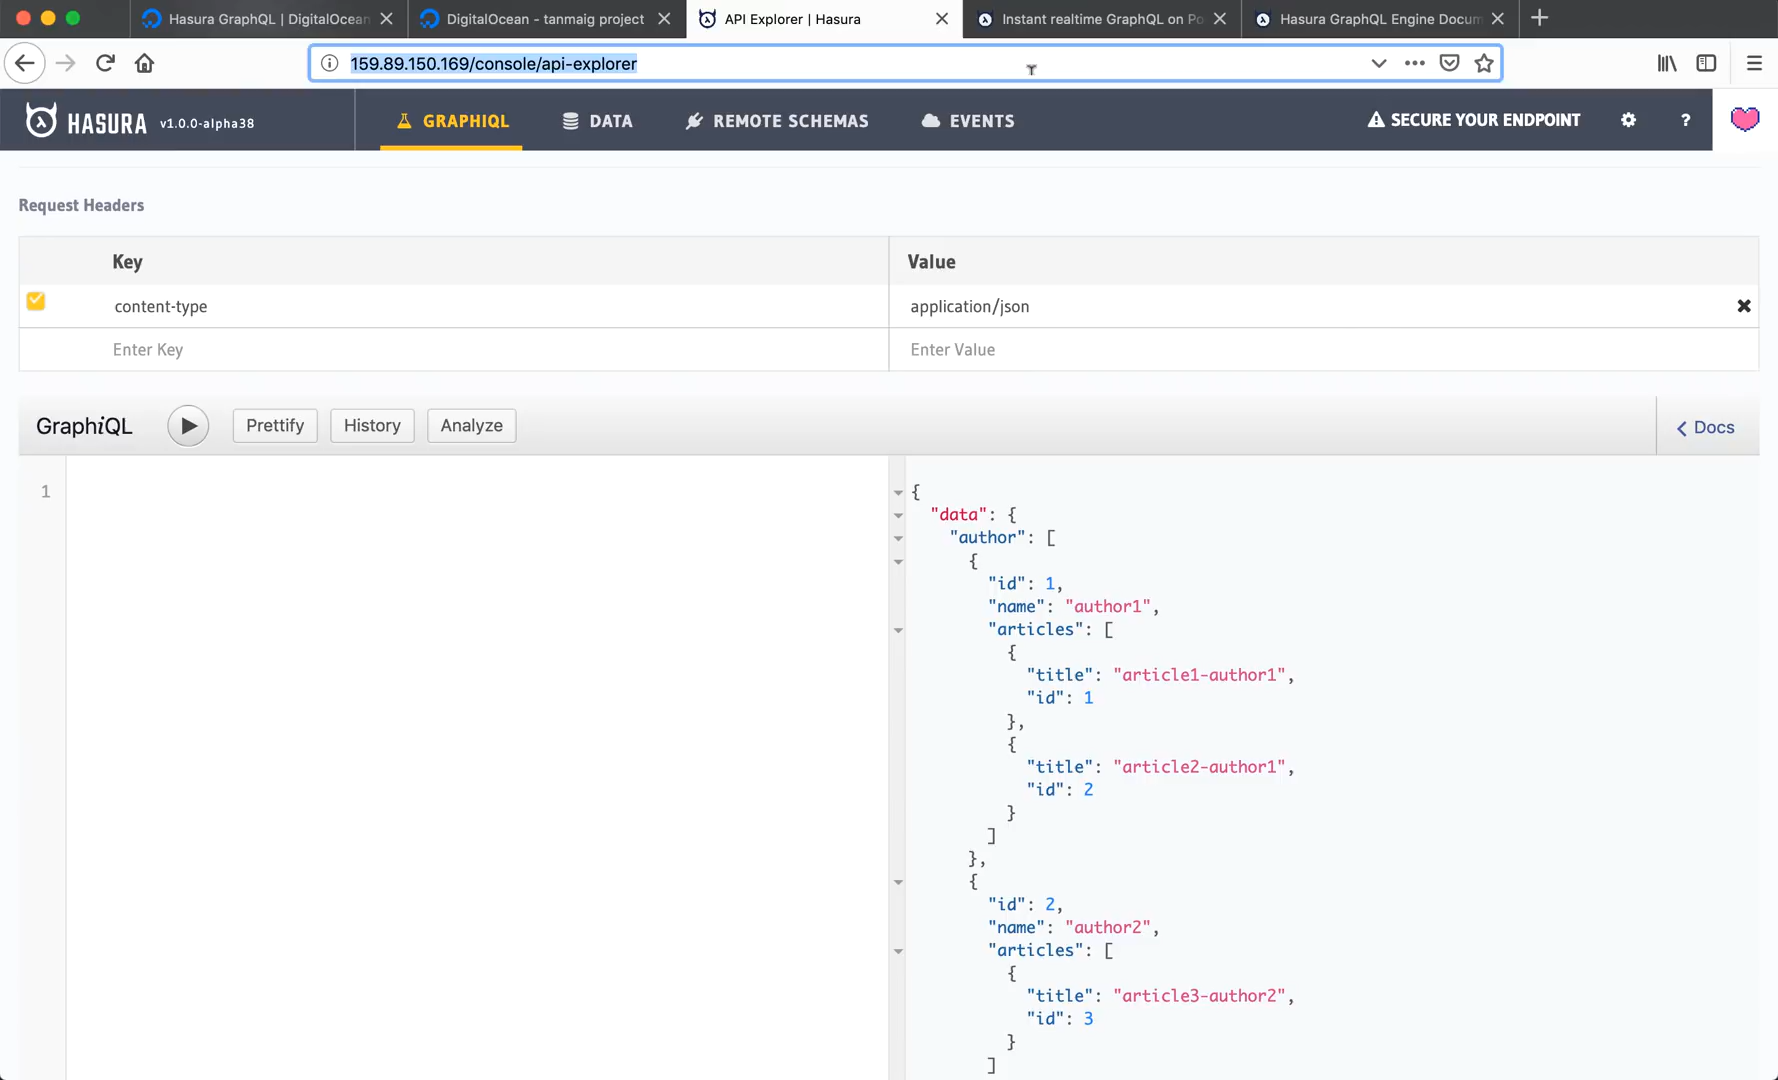 Hasura GraphQL | DigitalOcean
DigitalOcean - tanmaig project
API Explorer | Hasura
Instant realtime GraphQL on Po
Hasura GraphQL Engine Docum
159.89.150.169/console/api-explorer
HASURA v1.0.0-alpha38
GRAPHIQL
DATA
REMOTE SCHEMAS
EVENTS
SECURE YOUR ENDPOINT
?
Request Headers
Key
Value
content-type
application/json
Enter Key
Enter Value
GraphiQL
Prettify
History
Analyze
Docs
1
{
"data": {
"author": [
{
"id": 1,
"name": "author1",
"articles": [
{
"title": "article1-author1",
"id": 1
},
{
"title": "article2-author1",
"id": 2
}
]
},
{
"id": 2,
"name": "author2",
"articles": [
{
"title": "article3-author2",
"id": 3
}
]